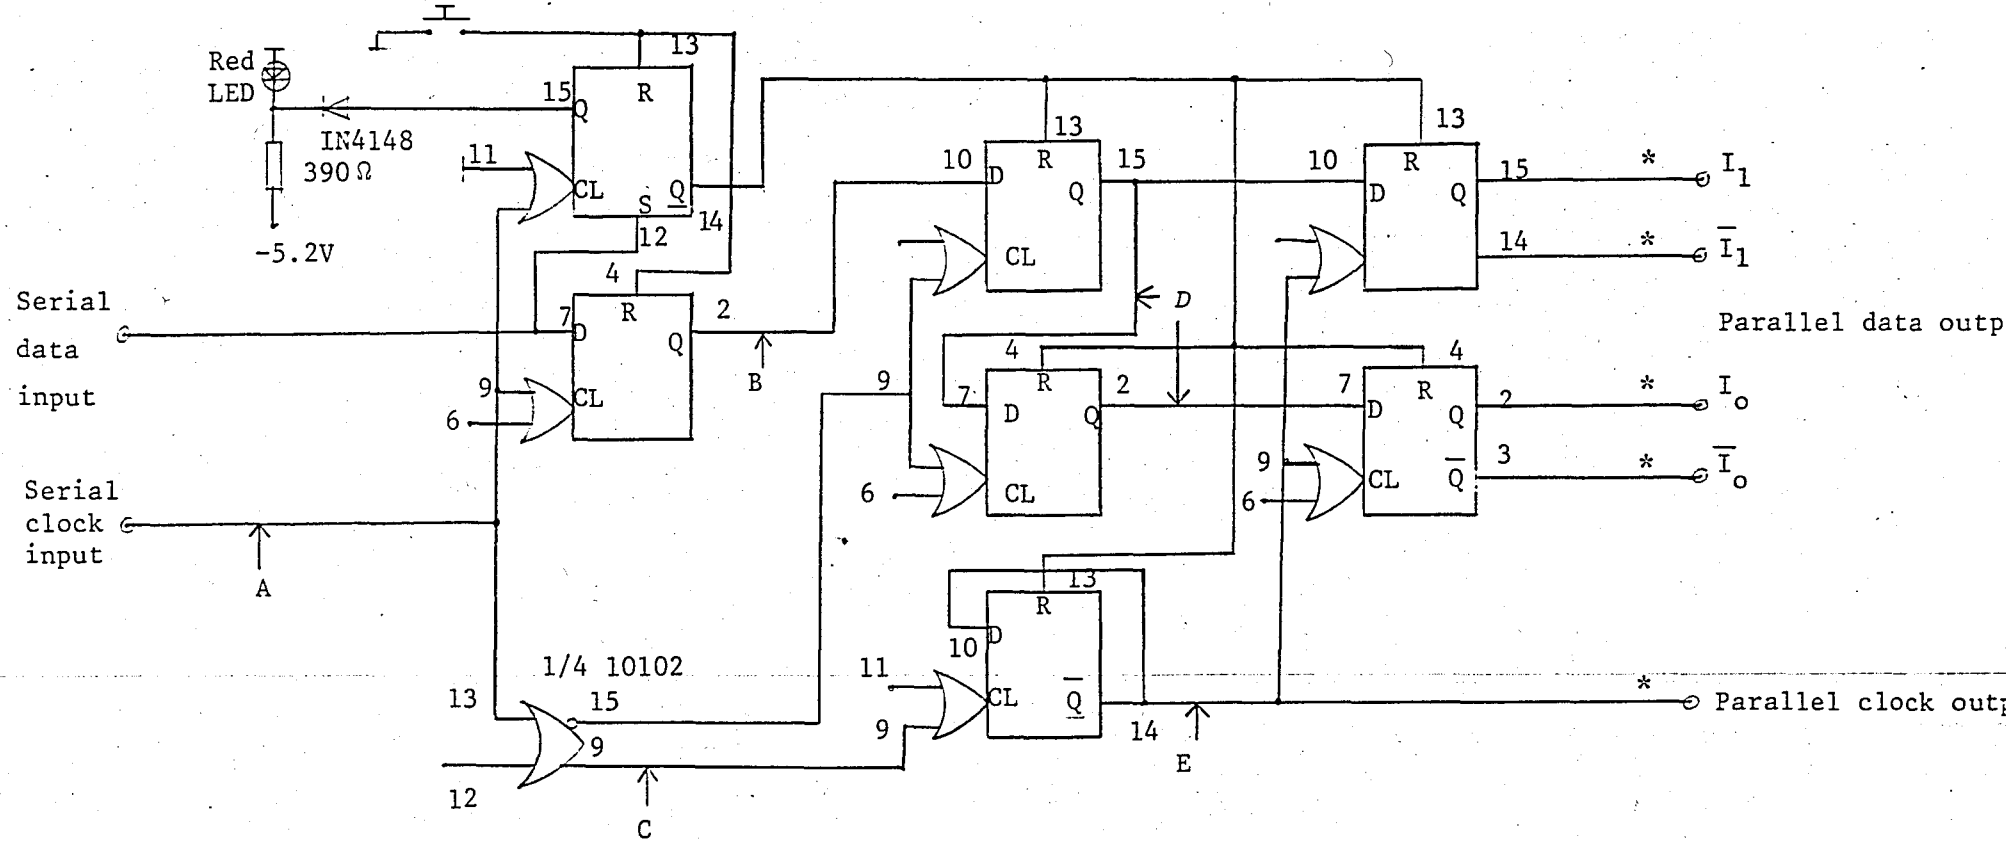 13
Red
LED
15
Q
R
IN4148
390Ω
11
CL
S
Q
12
14
-5.2V
4
Serial
data
input
7
D
R
2
Q
B
9
CL
6
Serial
clock
input
A
13
1/4 10102
15
9
12
C
10
D
13
R
15
Q
CL
D
9
4
7
R
D
2
Q
6
CL
13
R
10
D
11
9
CL
Q̅
14
E
10
D
13
R
15
Q
14
* I1
* I̅1
Parallel data outp
7
D
4
R
2
Q
9
6
CL
Q̅
3
* Io
* I̅o
* Parallel clock outp